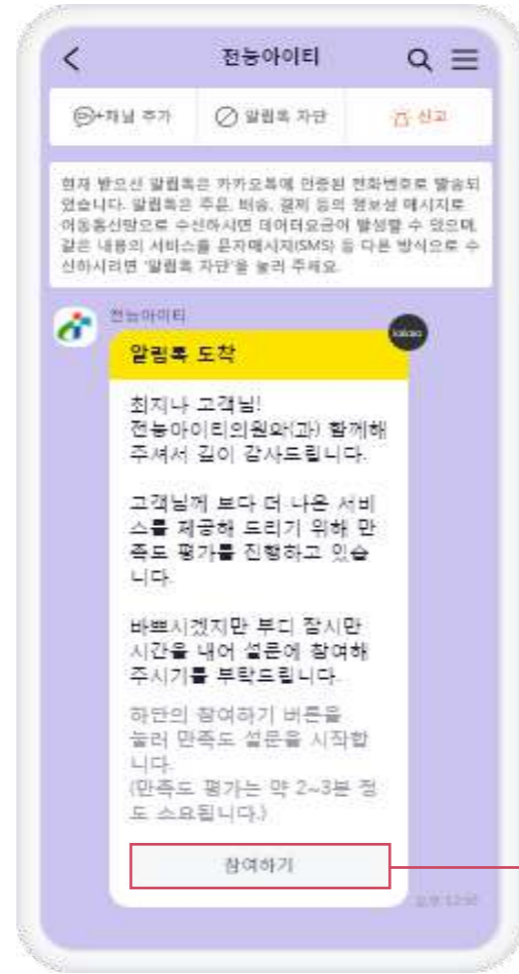 전능아이티
채널 추가
알림톡 차단
신고
현재 받으신 알림톡은 카카오톡에 인증된 전화번호로 발송되
었습니다. 알림톡은 주문, 배송, 결제 등의 정보성 메시지로
이동통신망으로 수신하시면 데이터요금이 발생할 수 있으며,
같은 내용의 서비스를 문자메시지(SMS) 등 다른 방식으로 수
신하시려면 '알림톡 차단'을 눌러 주세요.
전능아이티
알림톡 도착
kakao
최지나 고객님!
전능아이티의원와(과) 함께해
주셔서 깊이 감사드립니다.
고객님께 보다 더 나은 서비
스를 제공해 드리기 위해 만
족도 평가를 진행하고 있습
니다.
바쁘시겠지만 부디 잠시만
시간을 내어 설문에 참여해
주시기를 부탁드립니다.
하단의 참여하기 버튼을
눌러 만족도 설문을 시작합
니다.
(만족도 평가는 약 2~3분 정
도 소요됩니다.)
참여하기